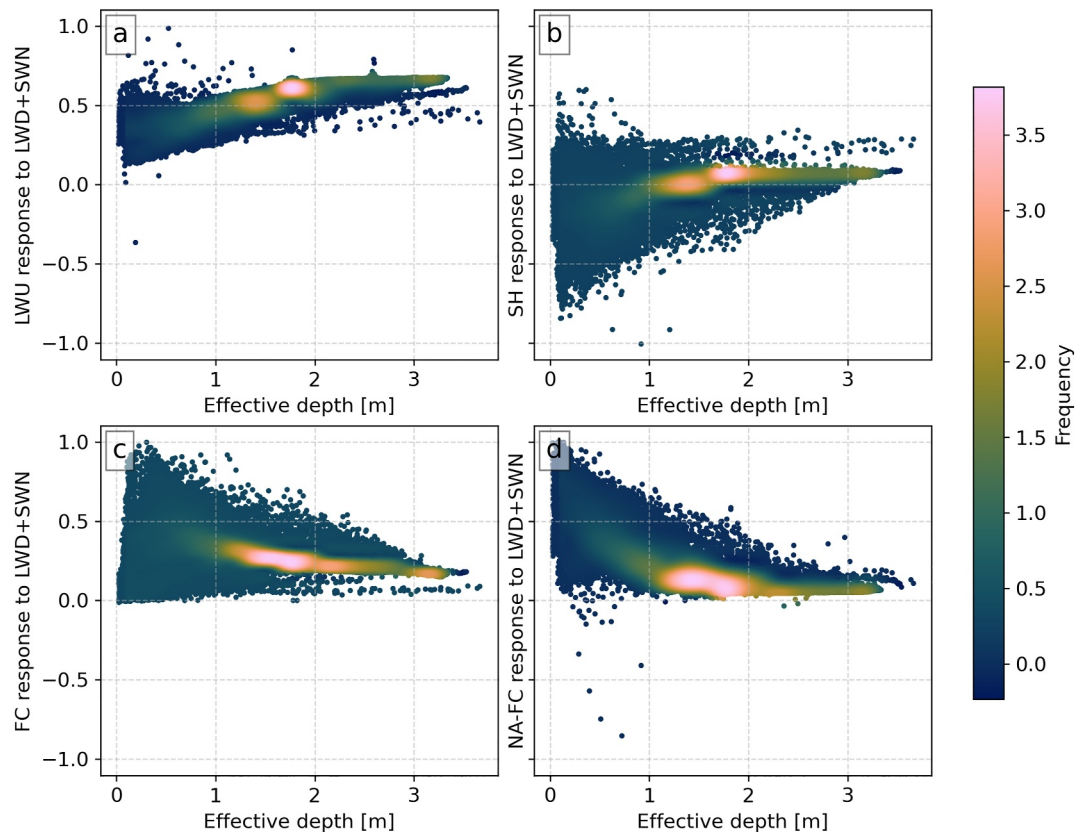 a
LWU response to LWD+SWN
1.0
0.5
0.0
−0.5
−1.0
0
1
2
3
Effective depth [m]
b
SH response to LWD+SWN
0
1
2
3
Effective depth [m]
c
FC response to LWD+SWN
1.0
0.5
0.0
−0.5
−1.0
0
1
2
3
Effective depth [m]
d
NA-FC response to LWD+SWN
0
1
2
3
Effective depth [m]
3.5
3.0
2.5
2.0
1.5
1.0
0.5
0.0
Frequency